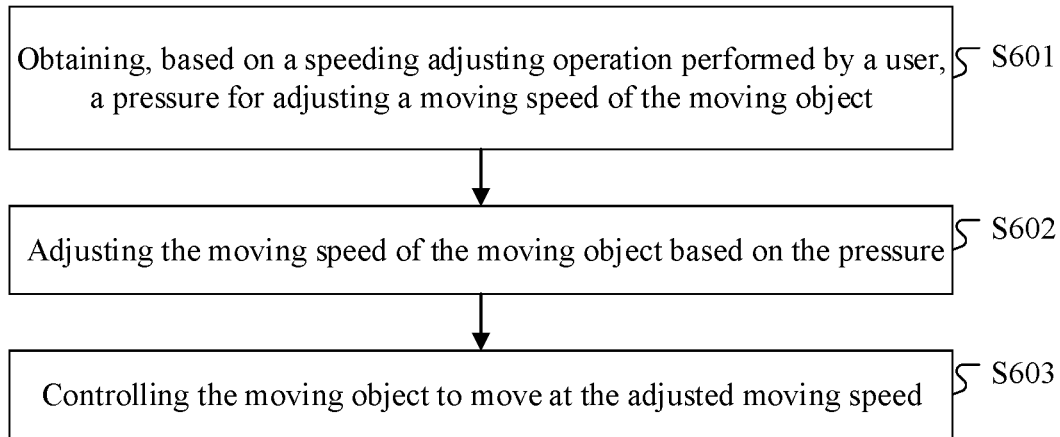 Obtaining, based on a speeding adjusting operation performed by a user, S601
a pressure for adjusting a moving speed of the moving object
Adjusting the moving speed of the moving object based on the pressure S602
Controlling the moving object to move at the adjusted moving speed S603